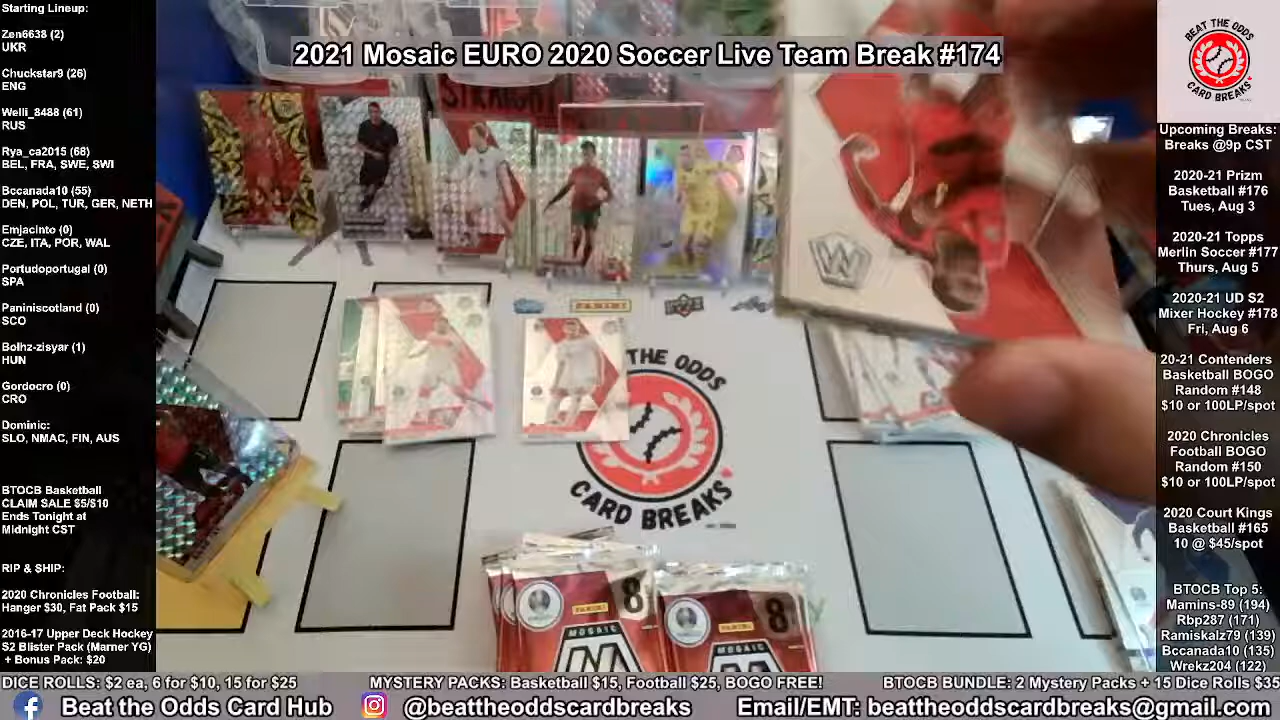 Starting Lineup:
Zen6638 (2)
UKR
Chuckstar9 (26)
ENG
Welli_8488 (61)
RUS
Rya_ca2015 (68)
BEL, FRA, SWE, SWI
Bccanada10 (55)
DEN, POL, TUR, GER, NETH
Emjacinto (0)
CZE, ITA, POR, WAL
Portudoportugal (0)
SPA
Paniniscotland (0)
SCO
Bolhz-zisyar (1)
HUN
Gordocro (0)
CRO
Dominic:
SLO, NMAC, FIN, AUS
BTOCB Basketball
CLAIM SALE $5/$10
Ends Tonight at
Midnight CST
RIP & SHIP:
2020 Chronicles Football:
Hanger $30, Fat Pack $15
2016-17 Upper Deck Hockey
S2 Blister Pack (Marner YG)
+ Bonus Pack: $20
2021 Mosaic EURO 2020 Soccer Live Team Break #174
PANINI
UPPER DECK
BEAT THE ODDS
CARD BREAKS
PANINI
8
MOSAIC
PANINI
8
MOSAIC
BEAT THE ODDS
CARD BREAKS
Upcoming Breaks:
Breaks @9p CST
2020-21 Prizm
Basketball #176
Tues, Aug 3
2020-21 Topps
Merlin Soccer #177
Thurs, Aug 5
2020-21 UD S2
Mixer Hockey #178
Fri, Aug 6
20-21 Contenders
Basketball BOGO
Random #148
$10 or 100LP/spot
2020 Chronicles
Football BOGO
Random #150
$10 or 100LP/spot
2020 Court Kings
Basketball #165
10 @ $45/spot
BTOCB Top 5:
Mamins-89 (194)
Rbp287 (171)
Ramiskalz79 (139)
Bccanada10 (135)
Wrekz204 (122)
DICE ROLLS: $2 ea, 6 for $10, 15 for $25
MYSTERY PACKS: Basketball $15, Football $25, BOGO FREE!
BTOCB BUNDLE: 2 Mystery Packs + 15 Dice Rolls $35
Beat the Odds Card Hub
@beattheoddscardbreaks
Email/EMT: beattheoddscardbreaks@gmail.com